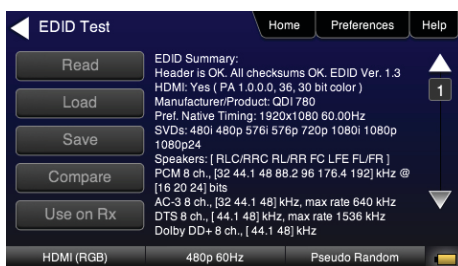 EDID Test
Home
Preferences
Help
Read
Load
Save
Compare
Use on Rx
EDID Summary:
Header is OK. All checksums OK. EDID Ver. 1.3
HDMI: Yes ( PA 1.0.0.0, 36, 30 bit color )
Manufacturer/Product: QDI 780
Pref. Native Timing: 1920x1080 60.00Hz
SVDs: 480i 480p 576i 576p 720p 1080i 1080p
1080p24
Speakers: [ RLC/RRC RL/RR FC LFE FL/FR ]
PCM 8 ch., [32 44.1 48 88.2 96 176.4 192] kHz @
[16 20 24] bits
AC-3 8 ch., [32 44.1 48] kHz, max rate 640 kHz
DTS 8 ch., [ 44.1 48] kHz, max rate 1536 kHz
Dolby DD+ 8 ch., [ 44.1 48] kHz
1
HDMI (RGB)
480p 60Hz
Pseudo Random